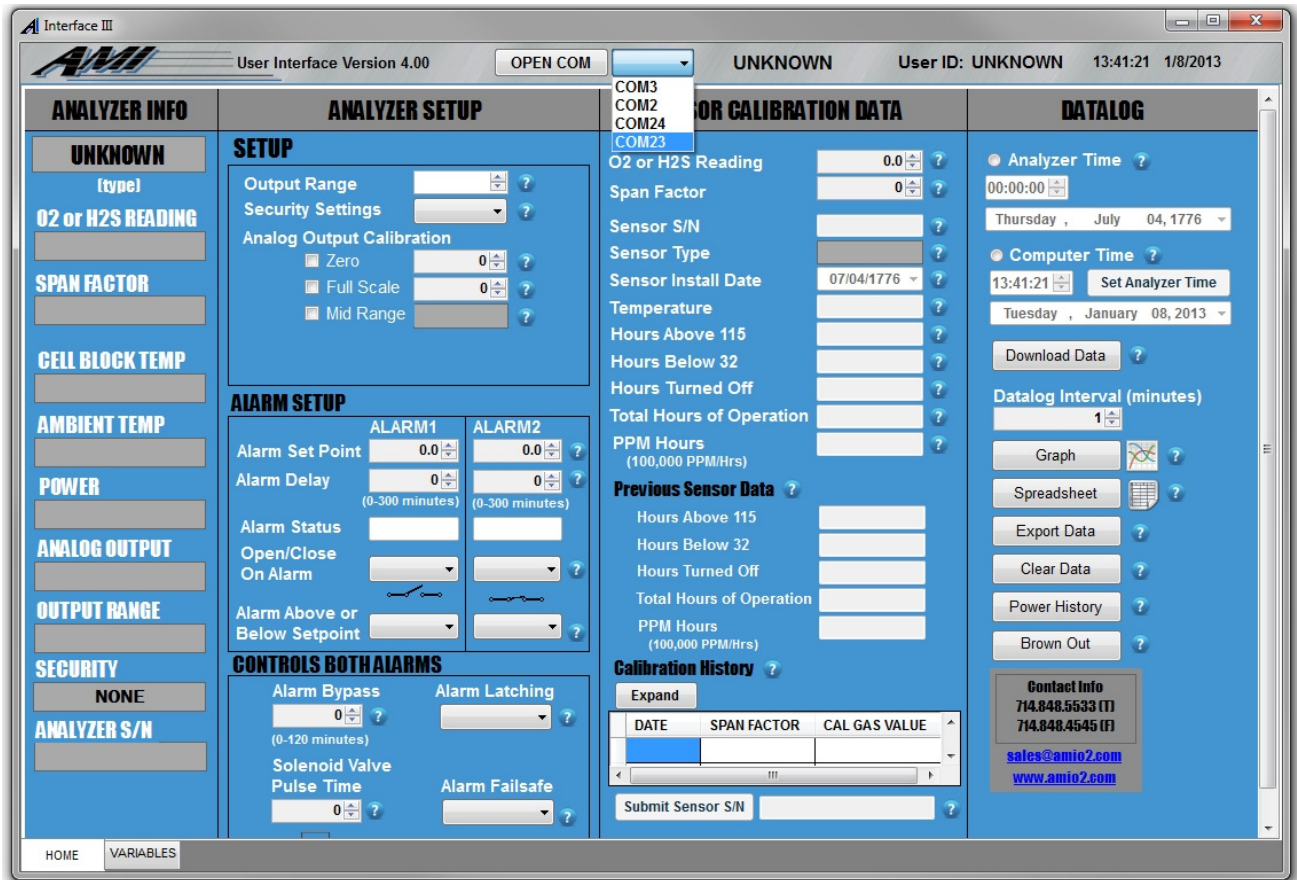 AI Interface III
AMI User Interface Version 4.00 OPEN COM UNKNOWN User ID: UNKNOWN 13:41:21 1/8/2013
COM3
COM2
COM24
COM23
ANALYZER INFO
UNKNOWN
(type)
O2 or H2S READING
SPAN FACTOR
CELL BLOCK TEMP
AMBIENT TEMP
POWER
ANALOG OUTPUT
OUTPUT RANGE
SECURITY
NONE
ANALYZER S/N
ANALYZER SETUP
SETUP
Output Range ?
Security Settings ?
Analog Output Calibration
Zero 0 ?
Full Scale 0 ?
Mid Range ?
ALARM SETUP
ALARM1 ALARM2
Alarm Set Point 0.0 0.0 ?
Alarm Delay 0 0 ?
(0-300 minutes) (0-300 minutes)
Alarm Status
Open/Close
On Alarm ?
Alarm Above or
Below Setpoint ?
CONTROLS BOTH ALARMS
Alarm Bypass Alarm Latching
0 ? ?
(0-120 minutes)
Solenoid Valve
Pulse Time Alarm Failsafe
0 ? ?
OR CALIBRATION DATA
O2 or H2S Reading 0.0 ?
Span Factor 0 ?
Sensor S/N ?
Sensor Type ?
Sensor Install Date 07/04/1776 ?
Temperature ?
Hours Above 115 ?
Hours Below 32 ?
Hours Turned Off ?
Total Hours of Operation ?
PPM Hours ?
(100,000 PPM/Hrs)
Previous Sensor Data ?
Hours Above 115
Hours Below 32
Hours Turned Off
Total Hours of Operation
PPM Hours
(100,000 PPM/Hrs)
Calibration History ?
Expand
DATE SPAN FACTOR CAL GAS VALUE
Submit Sensor S/N ?
DATALOG
Analyzer Time ?
00:00:00
Thursday , July 04, 1776
Computer Time ?
13:41:21 Set Analyzer Time
Tuesday , January 08, 2013
Download Data ?
Datalog Interval (minutes)
1
Graph ?
Spreadsheet ?
Export Data ?
Clear Data ?
Power History ?
Brown Out ?
Contact Info
714.848.5533 (T)
714.848.4545 (F)
sales@amio2.com
www.amio2.com
HOME VARIABLES